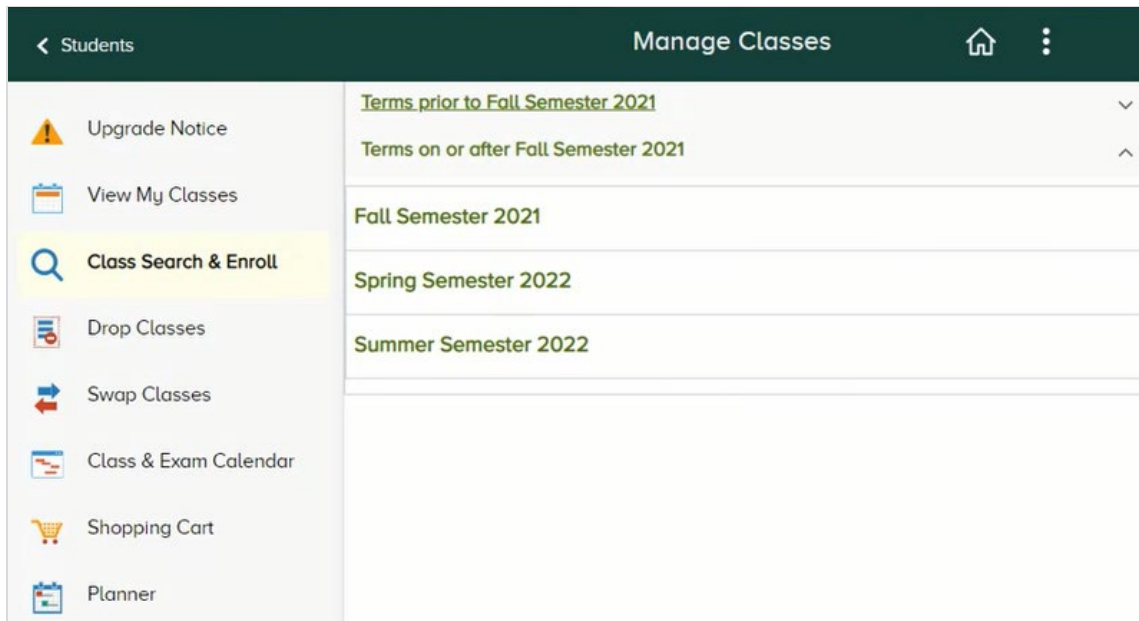 Students
Manage Classes
Upgrade Notice
View My Classes
Class Search & Enroll
Drop Classes
Swap Classes
Class & Exam Calendar
Shopping Cart
Planner
Terms prior to Fall Semester 2021
Terms on or after Fall Semester 2021
Fall Semester 2021
Spring Semester 2022
Summer Semester 2022